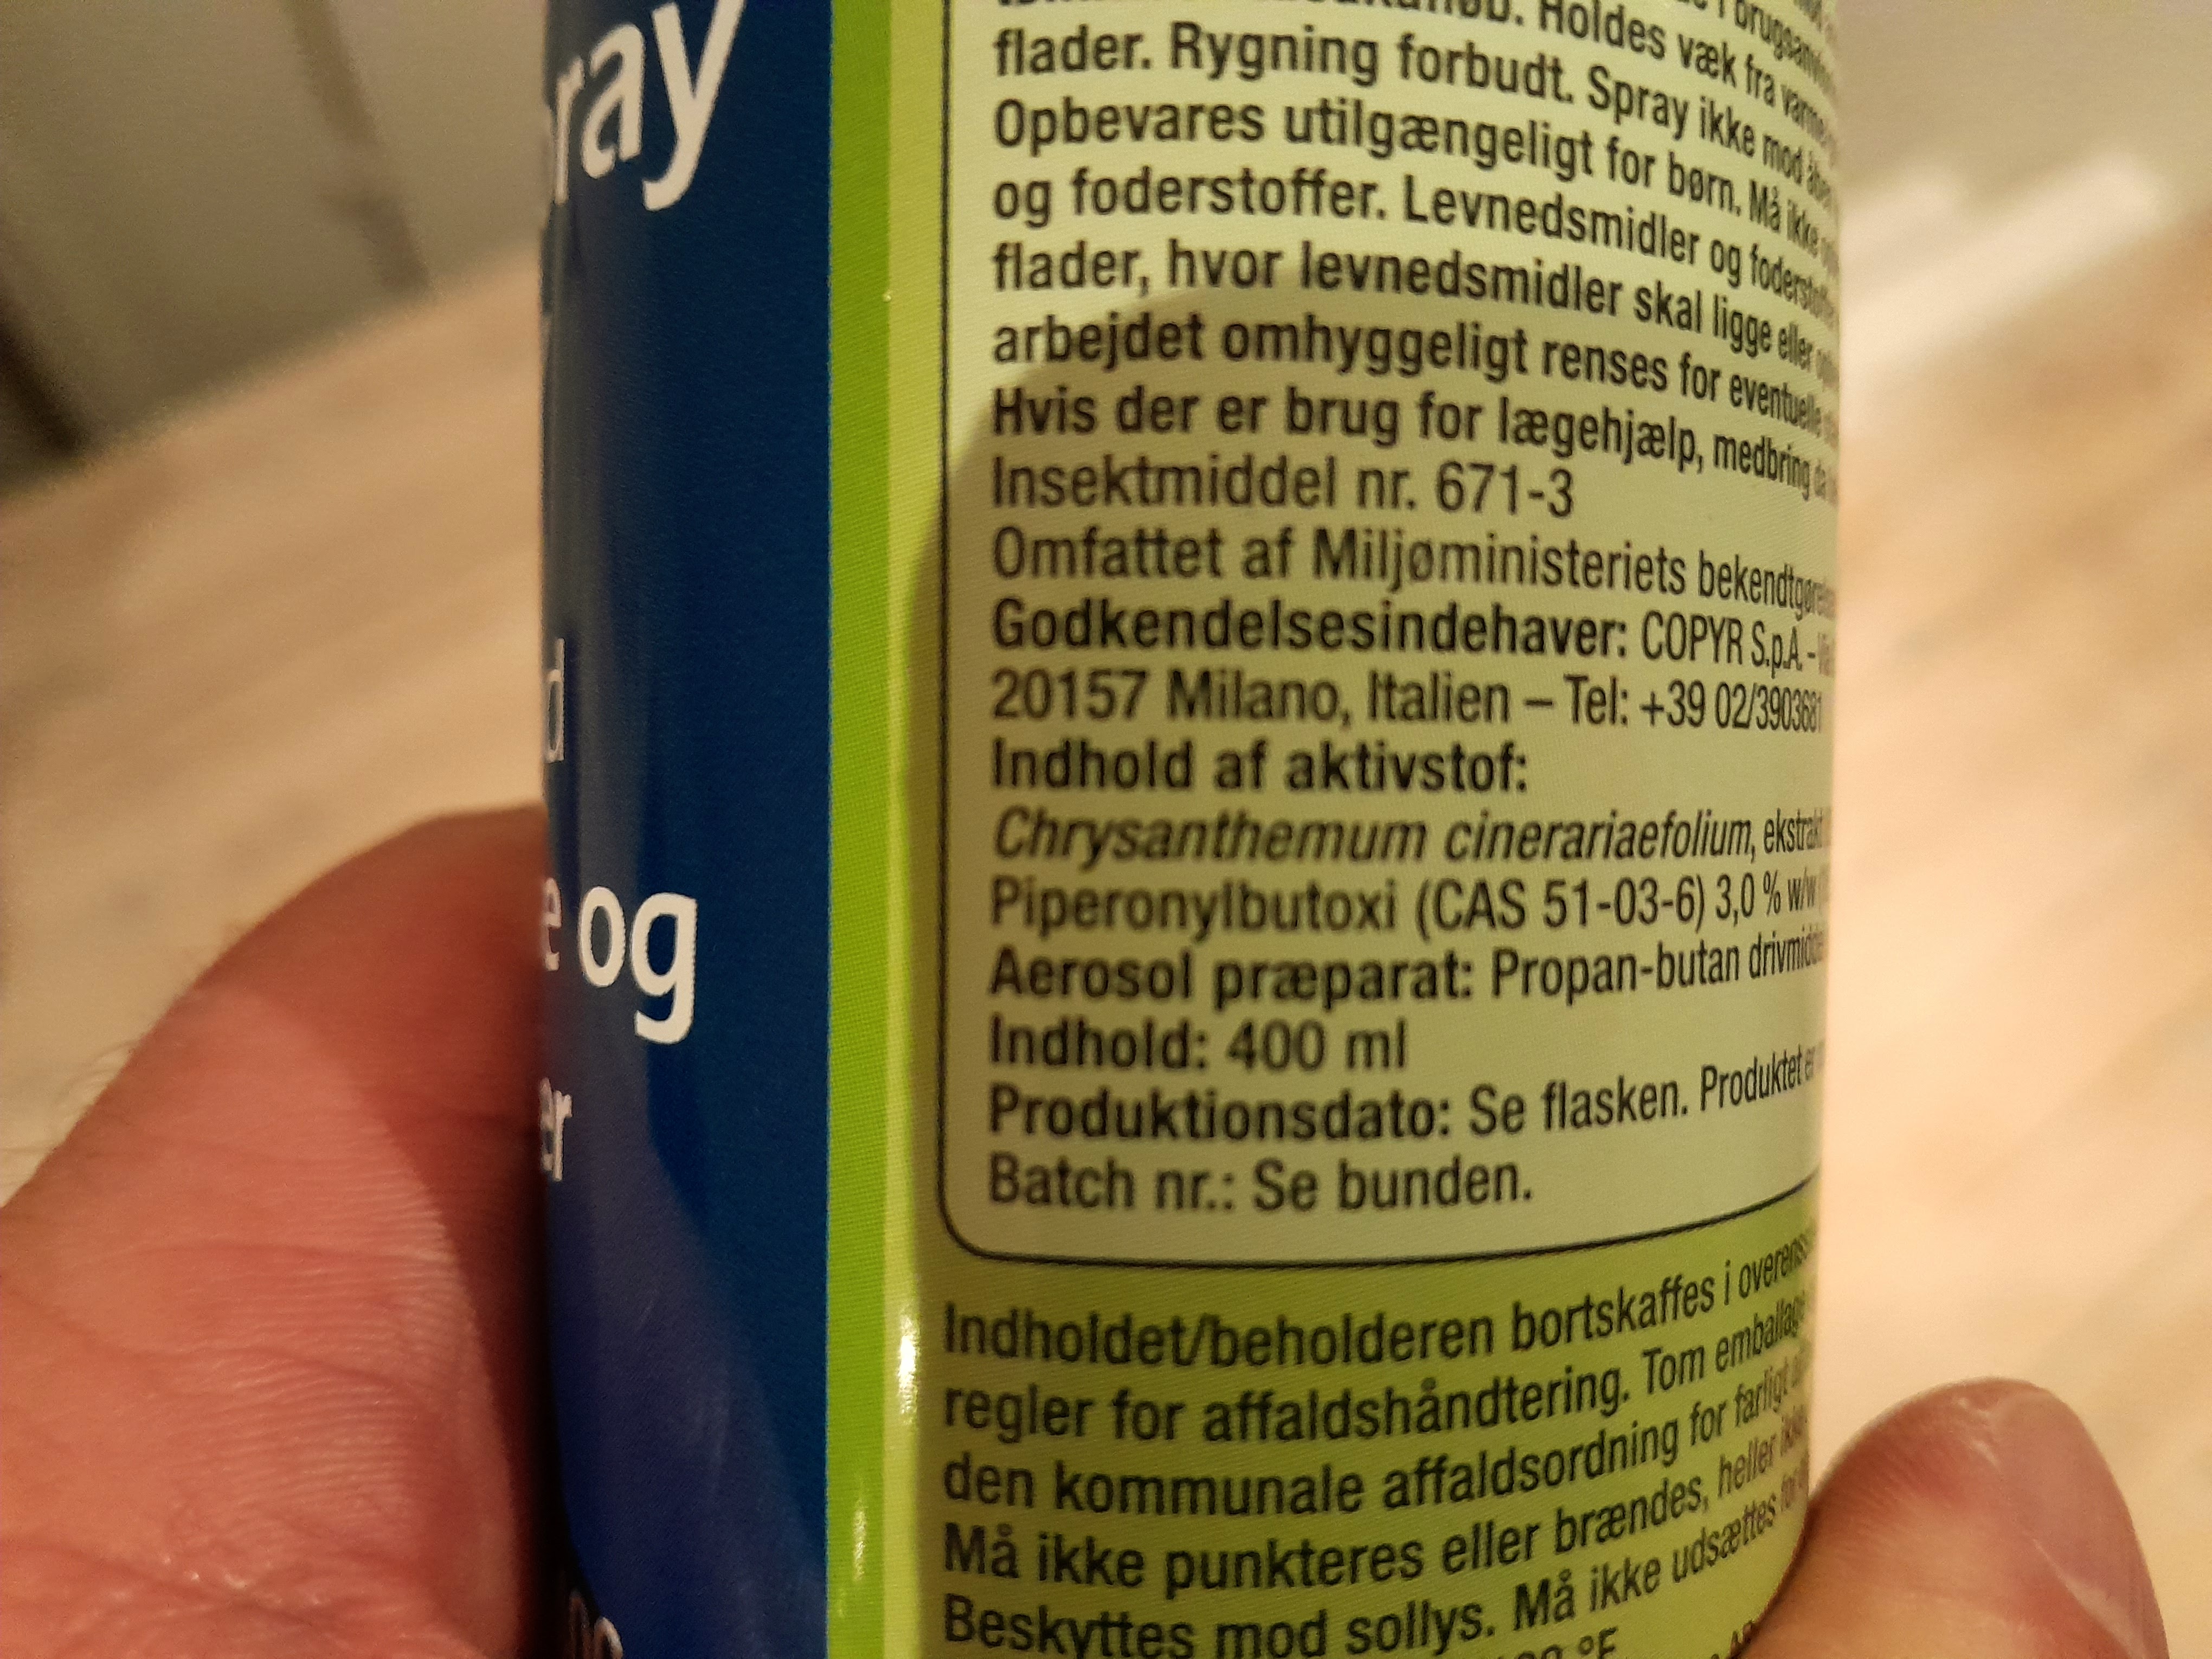 ray
d
e og
er
Holdes væk fra
flader. Rygning forbudt. Spray ikke mod
Opbevares utilgængeligt for børn. Må ikke
og foderstoffer. Levnedsmidler og
flader, hvor levnedsmidler skal ligge eller
arbejdet omhyggeligt renses for
Hvis der er brug for lægehjælp, medbring
Insektmiddel nr. 671-3
Omfattet af Miljøministeriets
Godkendelsesindehaver: COPYR S.p.A. -
20157 Milano, Italien – Tel: +39 02/3903681
Indhold af aktivstof:
Chrysanthemum cinerariaefolium,
Piperonylbutoxi (CAS 51-03-6) 3,0 % w/w
Aerosol præparat: Propan-butan
Indhold: 400 ml
Produktionsdato: Se flasken. Produktet er
Batch nr.: Se bunden.
Indholdet/beholderen bortskaffes i
regler for affaldshåndtering. Tom
den kommunale affaldsordning for farligt
Må ikke punkteres eller brændes, heller ikke
Beskyttes mod sollys. Må ikke udsættes for
°F